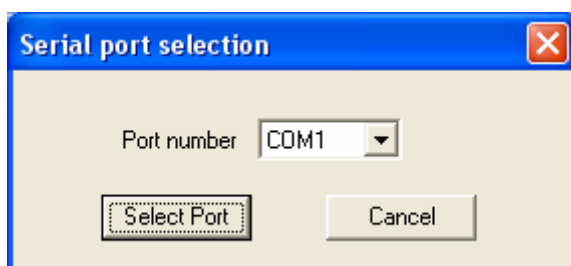 Serial port selection
Port number COM1
Select Port Cancel